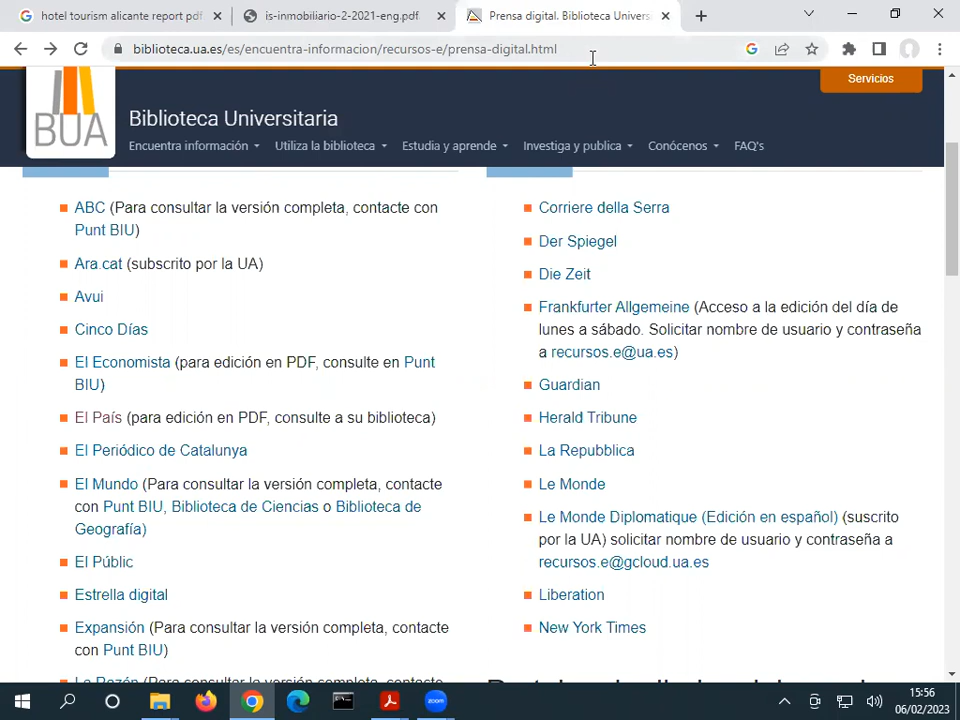 hotel tourism alicante report pdf
is-inmobiliario-2-2021-eng.pdf
Prensa digital. Biblioteca Univers
biblioteca.ua.es/es/encuentra-informacion/recursos-e/prensa-digital.html
Servicios
BUA
Biblioteca Universitaria
Encuentra información
Utiliza la biblioteca
Estudia y aprende
Investiga y publica
Conócenos
FAQ's
ABC (Para consultar la versión completa, contacte con
Punt BIU)
Ara.cat (subscrito por la UA)
Avui
Cinco Días
El Economista (para edición en PDF, consulte en Punt
BIU)
El País (para edición en PDF, consulte a su biblioteca)
El Periódico de Catalunya
El Mundo (Para consultar la versión completa, contacte
con Punt BIU, Biblioteca de Ciencias o Biblioteca de
Geografía)
El Públic
Estrella digital
Expansión (Para consultar la versión completa, contacte
con Punt BIU)
La Razón
Corriere della Serra
Der Spiegel
Die Zeit
Frankfurter Allgemeine (Acceso a la edición del día de
lunes a sábado. Solicitar nombre de usuario y contraseña
a recursos.e@ua.es)
Guardian
Herald Tribune
La Repubblica
Le Monde
Le Monde Diplomatique (Edición en español) (suscrito
por la UA) solicitar nombre de usuario y contraseña a
recursos.e@gcloud.ua.es
Liberation
New York Times
zoom
15:56
06/02/2023